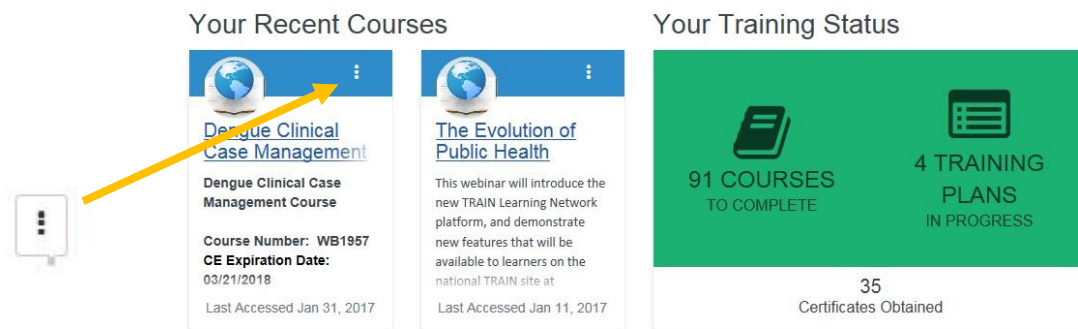 Your Recent Courses
Dengue Clinical
Case Management
Dengue Clinical Case
Management Course
Course Number: WB1957
CE Expiration Date:
03/21/2018
Last Accessed Jan 31, 2017
The Evolution of
Public Health
This webinar will introduce the
new TRAIN Learning Network
platform, and demonstrate
new features that will be
available to learners on the
national TRAIN site at
Last Accessed Jan 11, 2017
Your Training Status
91 COURSES
TO COMPLETE
4 TRAINING
PLANS
IN PROGRESS
35
Certificates Obtained